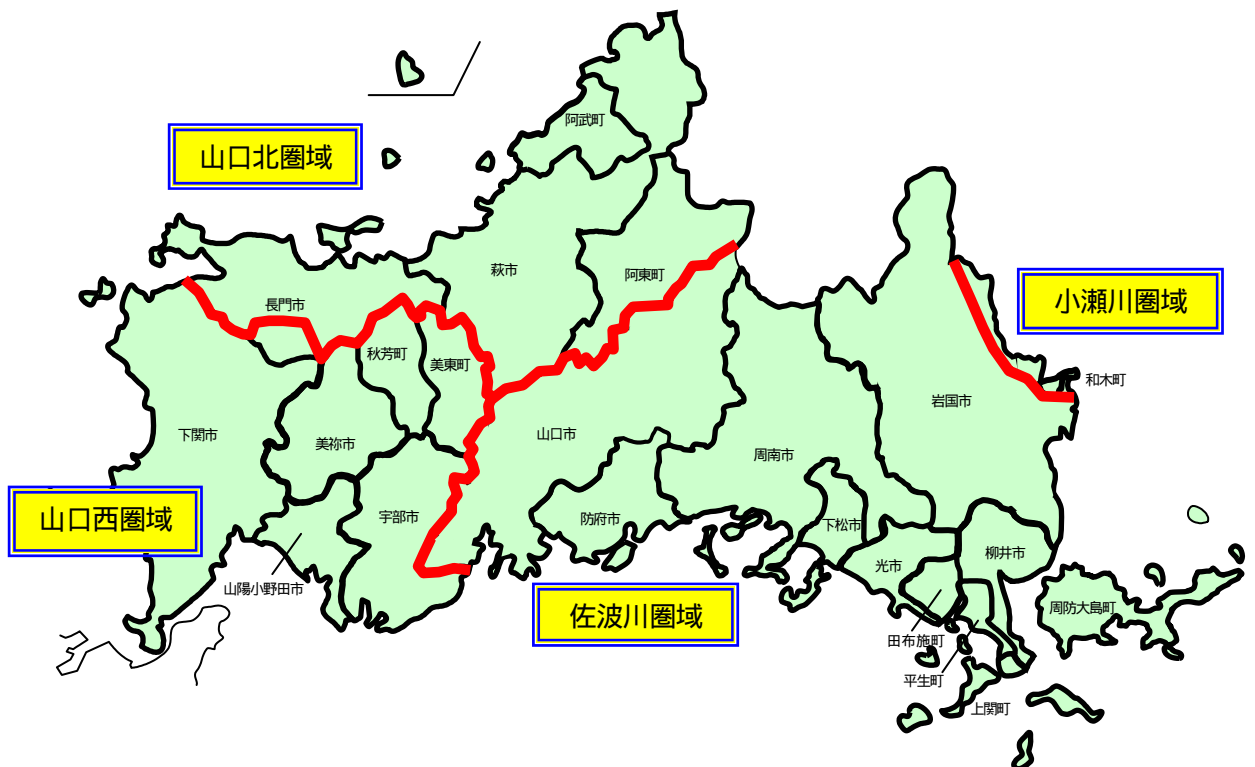 阿武町
山口北圏域
萩市
阿東町
小瀬川圏域
長門市
秋芳町
美東町
和木町
岩国市
下関市
美祢市
山口市
周南市
山口西圏域
宇部市
防府市
下松市
柳井市
光市
山陽小野田市
佐波川圏域
周防大島町
田布施町
平生町
上関町